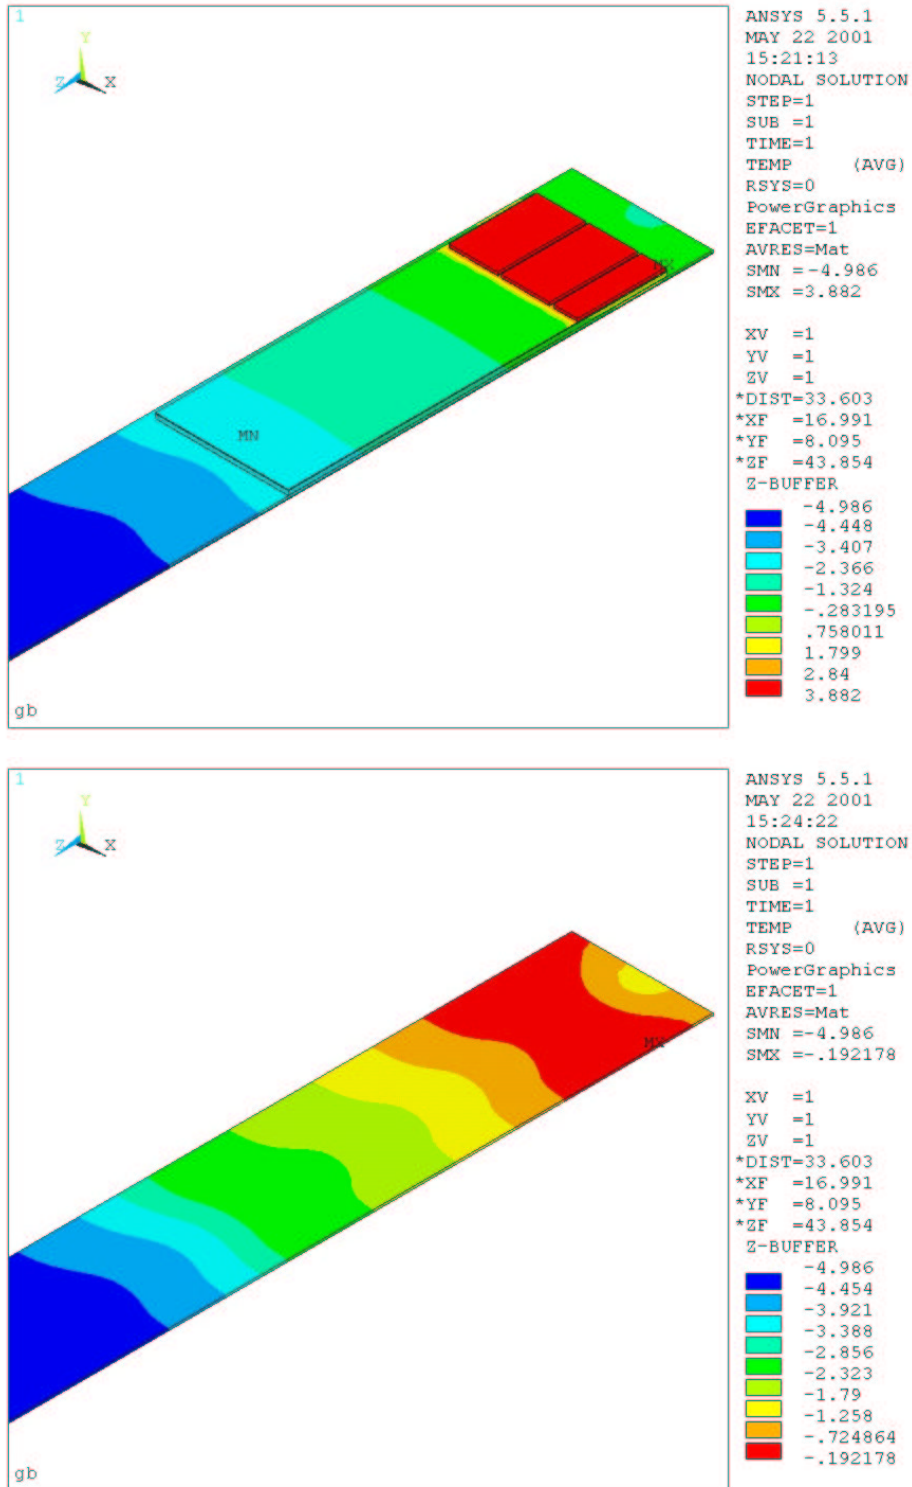 1
Y
Z X
MX
MN
gb
ANSYS 5.5.1
MAY 22 2001
15:21:13
NODAL SOLUTION
STEP=1
SUB =1
TIME=1
TEMP (AVG)
RSYS=0
PowerGraphics
EFACET=1
AVRES=Mat
SMN =-4.986
SMX =3.882
XV =1
YV =1
ZV =1
*DIST=33.603
*XF =16.991
*YF =8.095
*ZF =43.854
Z-BUFFER
-4.986
-4.448
-3.407
-2.366
-1.324
-.283195
.758011
1.799
2.84
3.882
1
Y
Z X
MX
gb
ANSYS 5.5.1
MAY 22 2001
15:24:22
NODAL SOLUTION
STEP=1
SUB =1
TIME=1
TEMP (AVG)
RSYS=0
PowerGraphics
EFACET=1
AVRES=Mat
SMN =-4.986
SMX =-.192178
XV =1
YV =1
ZV =1
*DIST=33.603
*XF =16.991
*YF =8.095
*ZF =43.854
Z-BUFFER
-4.986
-4.454
-3.921
-3.388
-2.856
-2.323
-1.79
-1.258
-.724864
-.192178